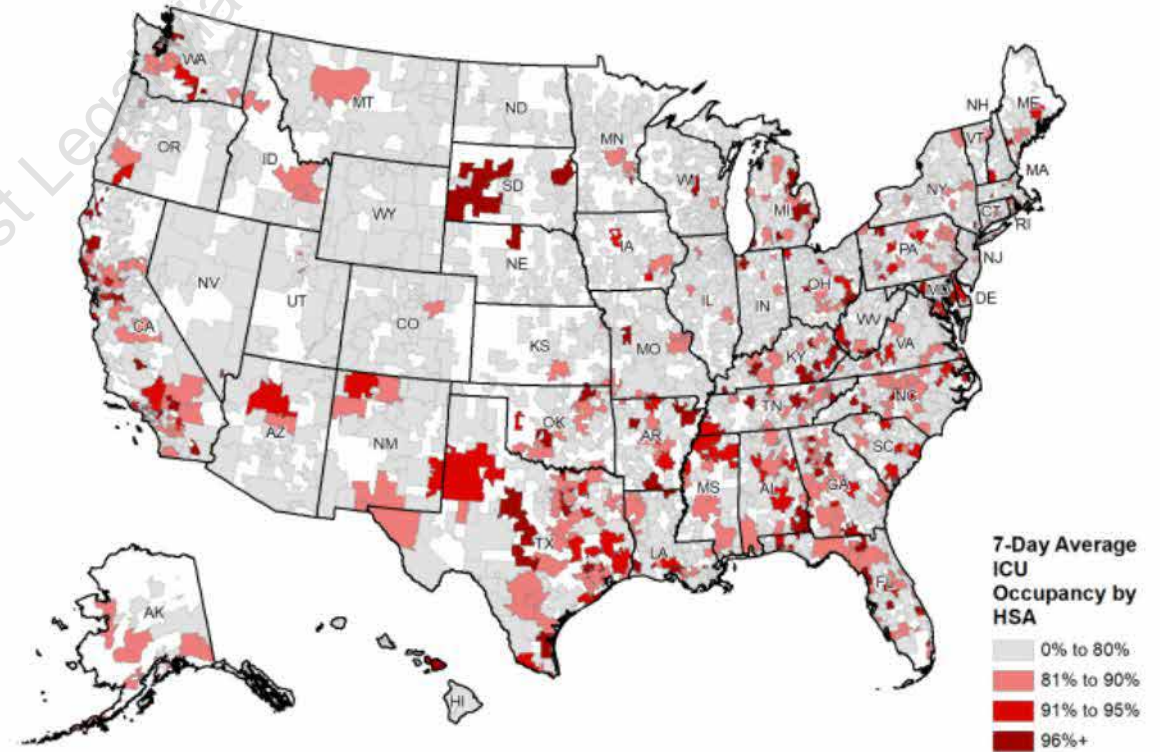 WA
MT
ND
MN
NH
ME
VT
OR
ID
SD
WI
MA
WY
MI
NY
CT
RI
IA
PA
NE
NJ
NV
OH
MD
DE
UT
IL
IN
CO
WV
CA
KS
MO
VA
KY
NC
TN
AZ
OK
NM
AR
SC
MS
AL
GA
TX
LA
FL
AK
HI
7-Day Average
ICU
Occupancy by
HSA
0% to 80%
81% to 90%
91% to 95%
96%+